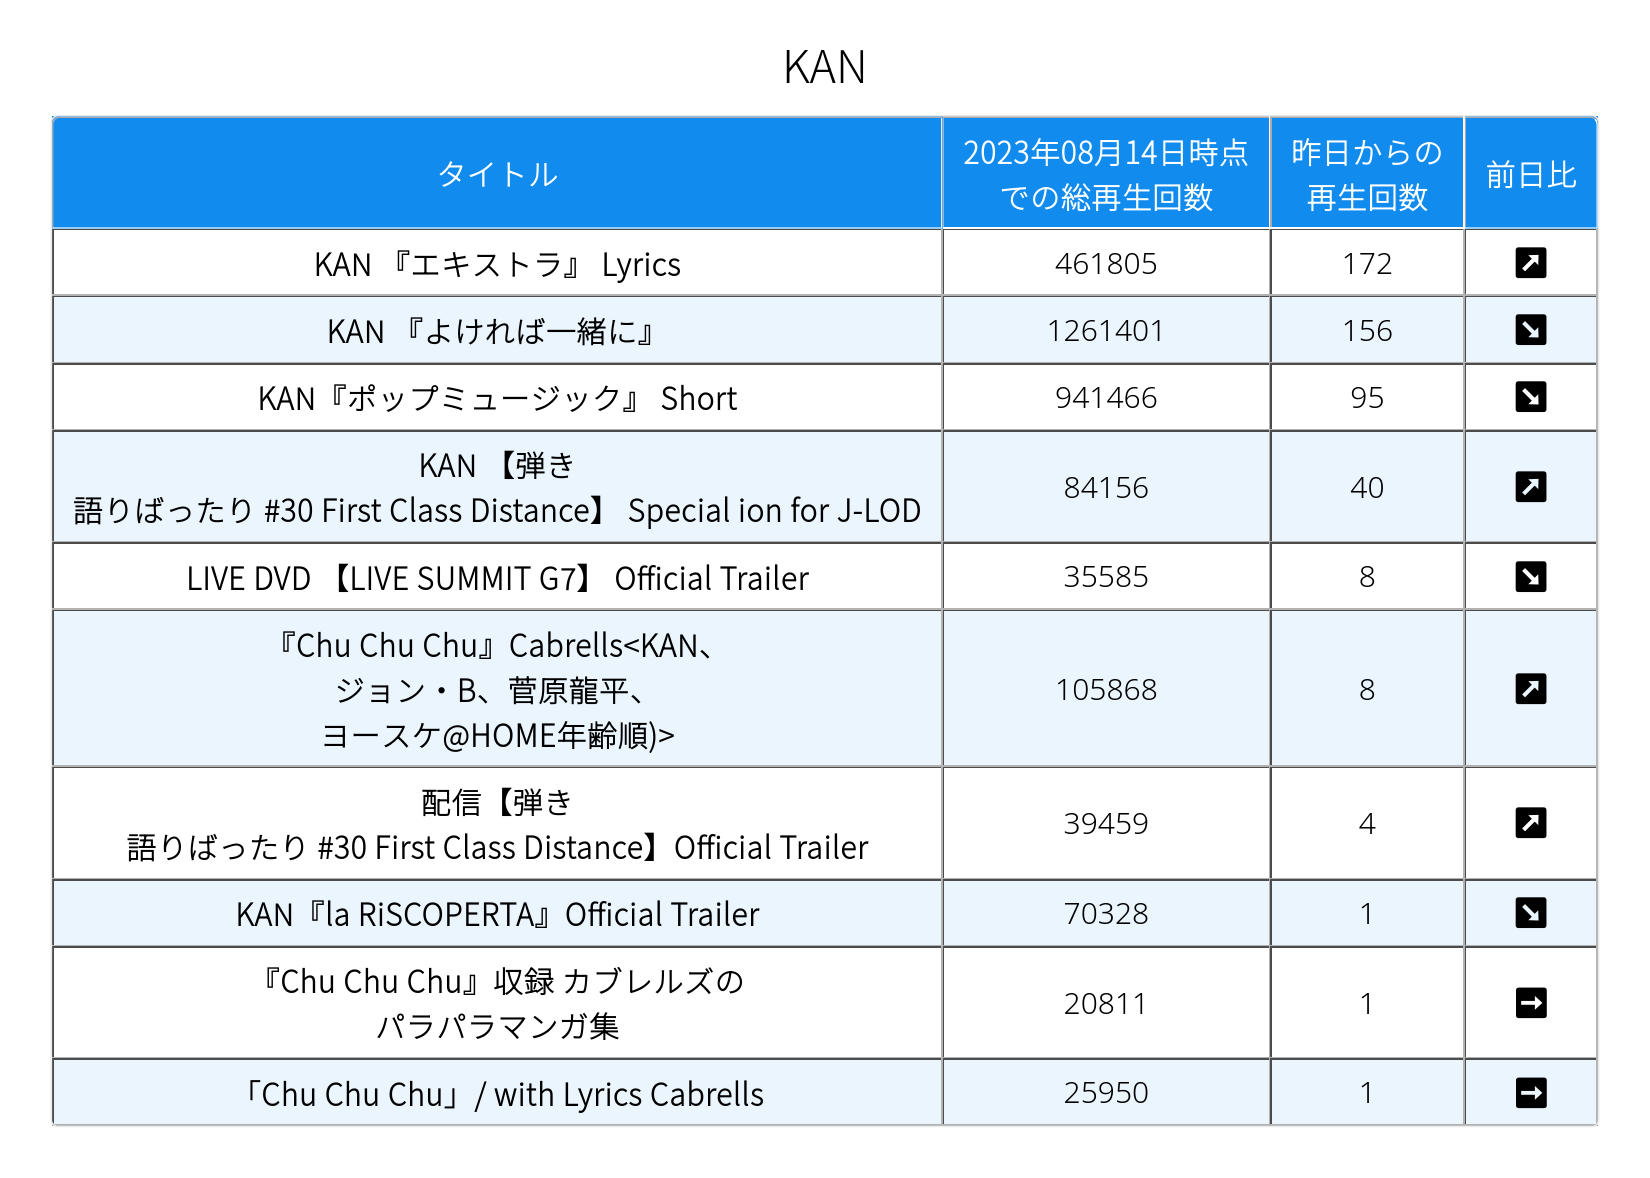 KAN
タイトル
2023年08月14日時点
での総再生回数
昨日からの
再生回数
前日比
KAN 『エキストラ』 Lyrics
461805
172
KAN 『よければ一緒に』
1261401
156
KAN『ポップミュージック』 Short
941466
95
KAN 【弾き
語りばったり #30 First Class Distance】 Special ion for J-LOD
84156
40
LIVE DVD 【LIVE SUMMIT G7】 Official Trailer
35585
8
『Chu Chu Chu』Cabrells<KAN、
ジョン・B、菅原龍平、
ヨースケ@HOME年齢順)>
105868
8
配信【弾き
語りばったり #30 First Class Distance】Official Trailer
39459
4
KAN『la RiSCOPERTA』Official Trailer
70328
1
『Chu Chu Chu』収録 カブレルズの
パラパラマンガ集
20811
1
「Chu Chu Chu」/ with Lyrics Cabrells
25950
1